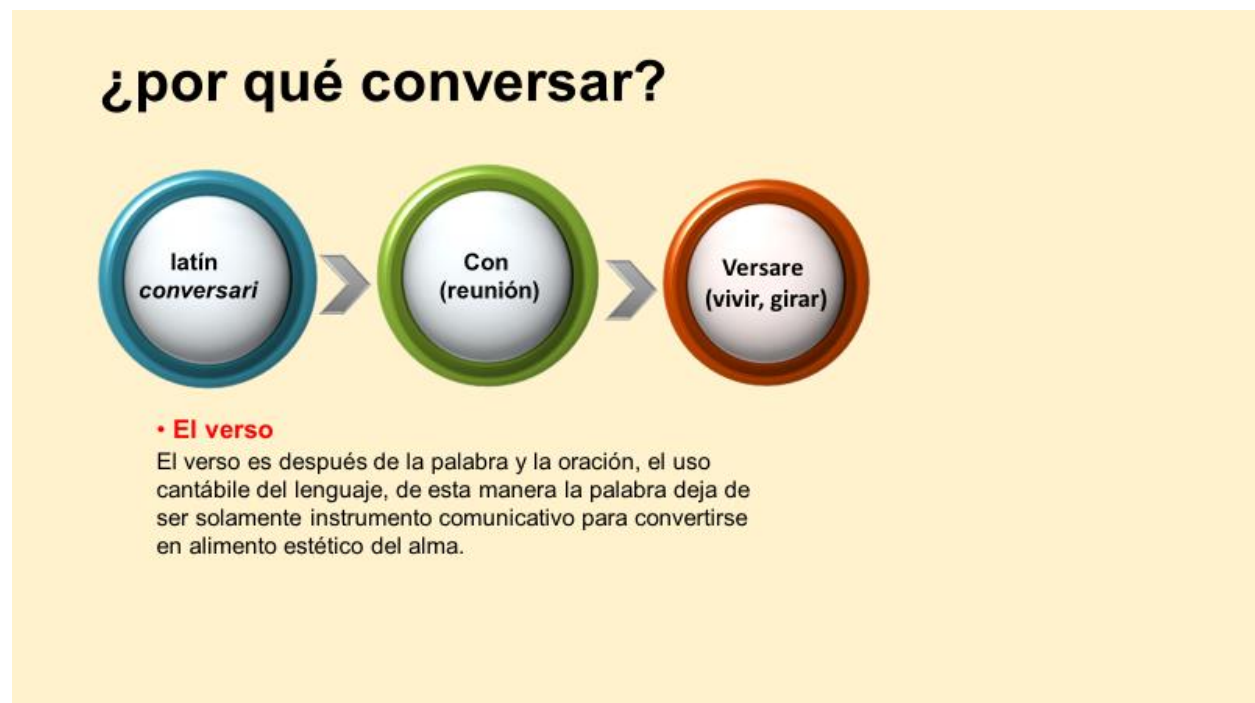 ¿por qué conversar?
latín
conversari
Con
(reunión)
Versare
(vivir, girar)
• El verso
El verso es después de la palabra y la oración, el uso
cantábile del lenguaje, de esta manera la palabra deja de
ser solamente instrumento comunicativo para convertirse
en alimento estético del alma.